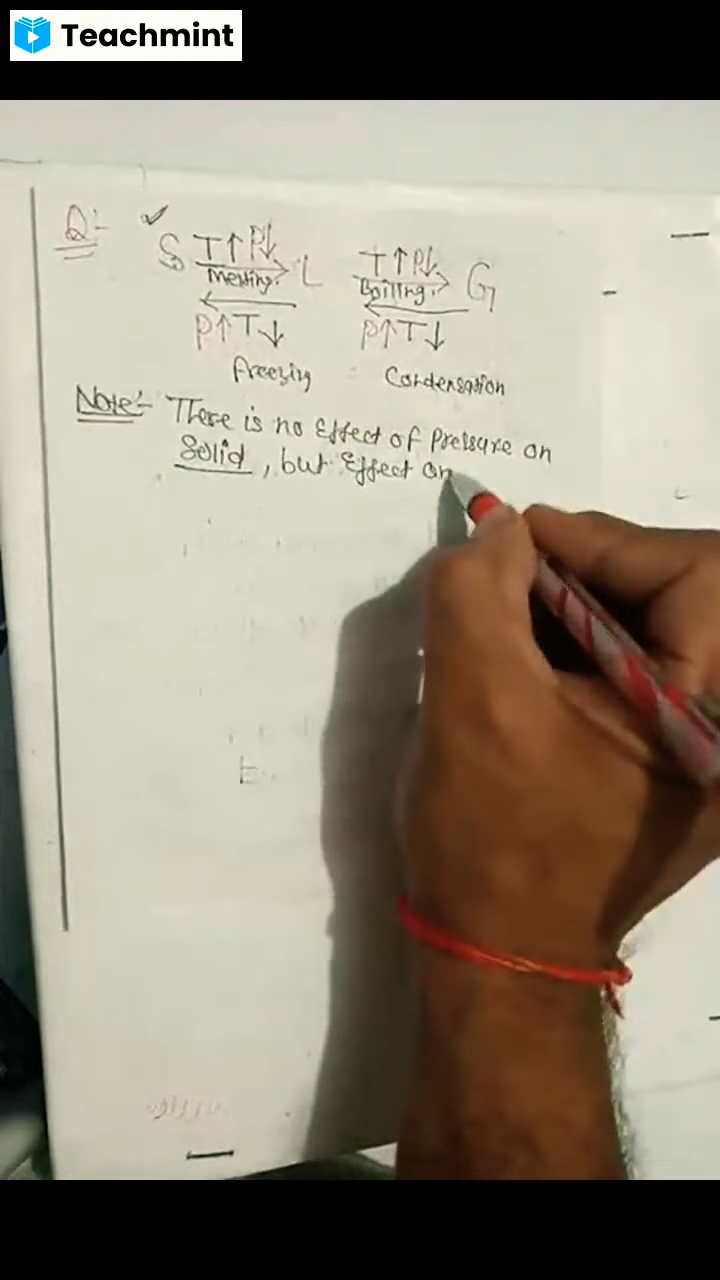 Teachmint
Q:-
S T↑P↓ L T↑P↓ G
Melting. Boiling.
P↑T↓ P↑T↓
freezing Condensation
Note:- There is no Effect of Pressure on
Solid, but Effect on